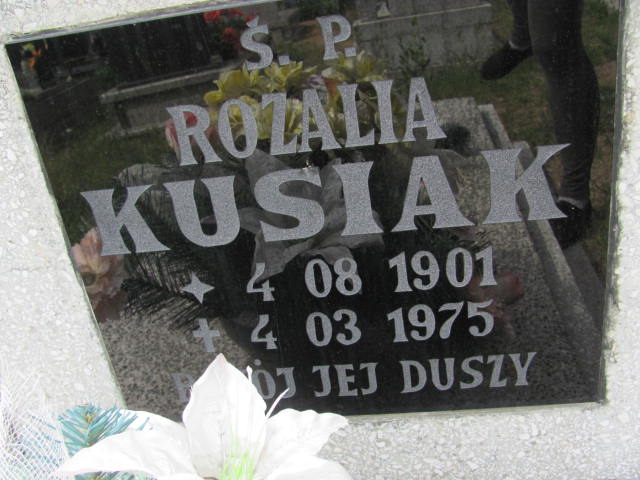 Ś. P.
ROZALIA
KUSIAK
4 08 1901
+ 4 03 1975
JEJ DUSZY